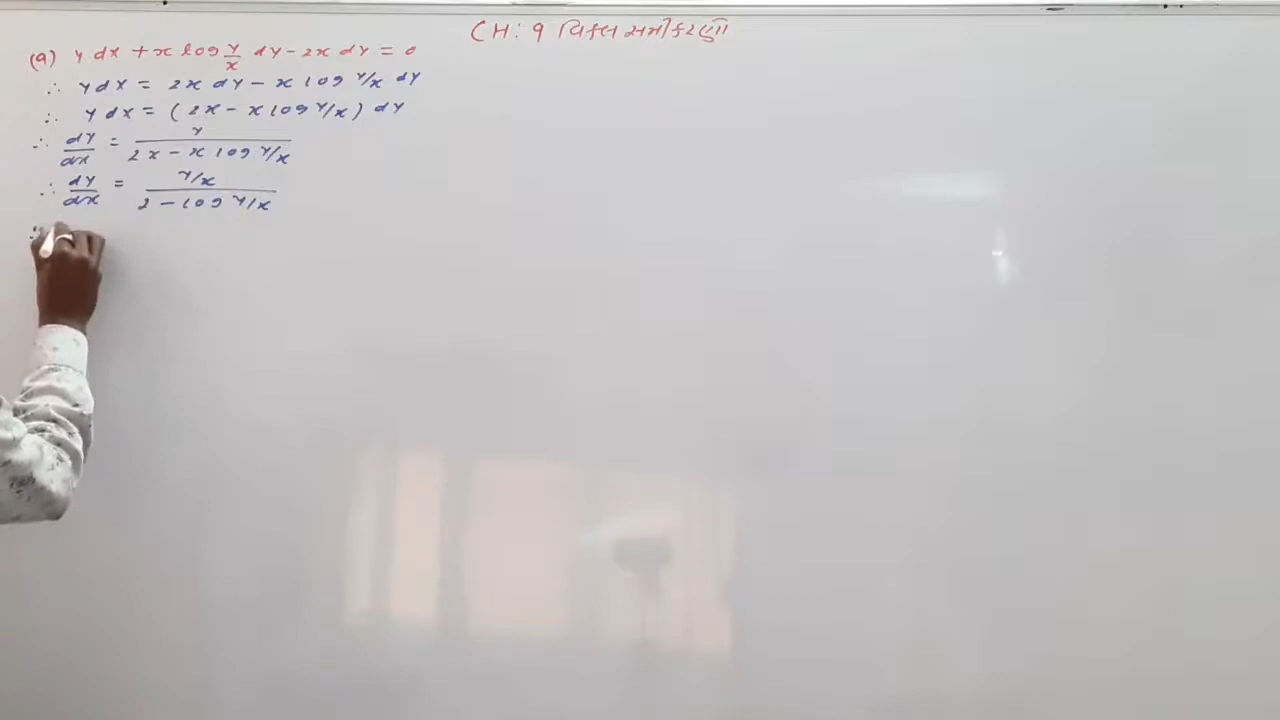 CH: 9 વિકલ સમીકરણો
(9) y dx + x log y/x dy - 2x dy = 0
∴ y dx = 2x dy - x log y/x dy
∴ y dx = (2x - x log y/x) dy
∴ dy/dx = y / 2x - x log y/x
∴ dy/dx = y/x / 2 - log y/x